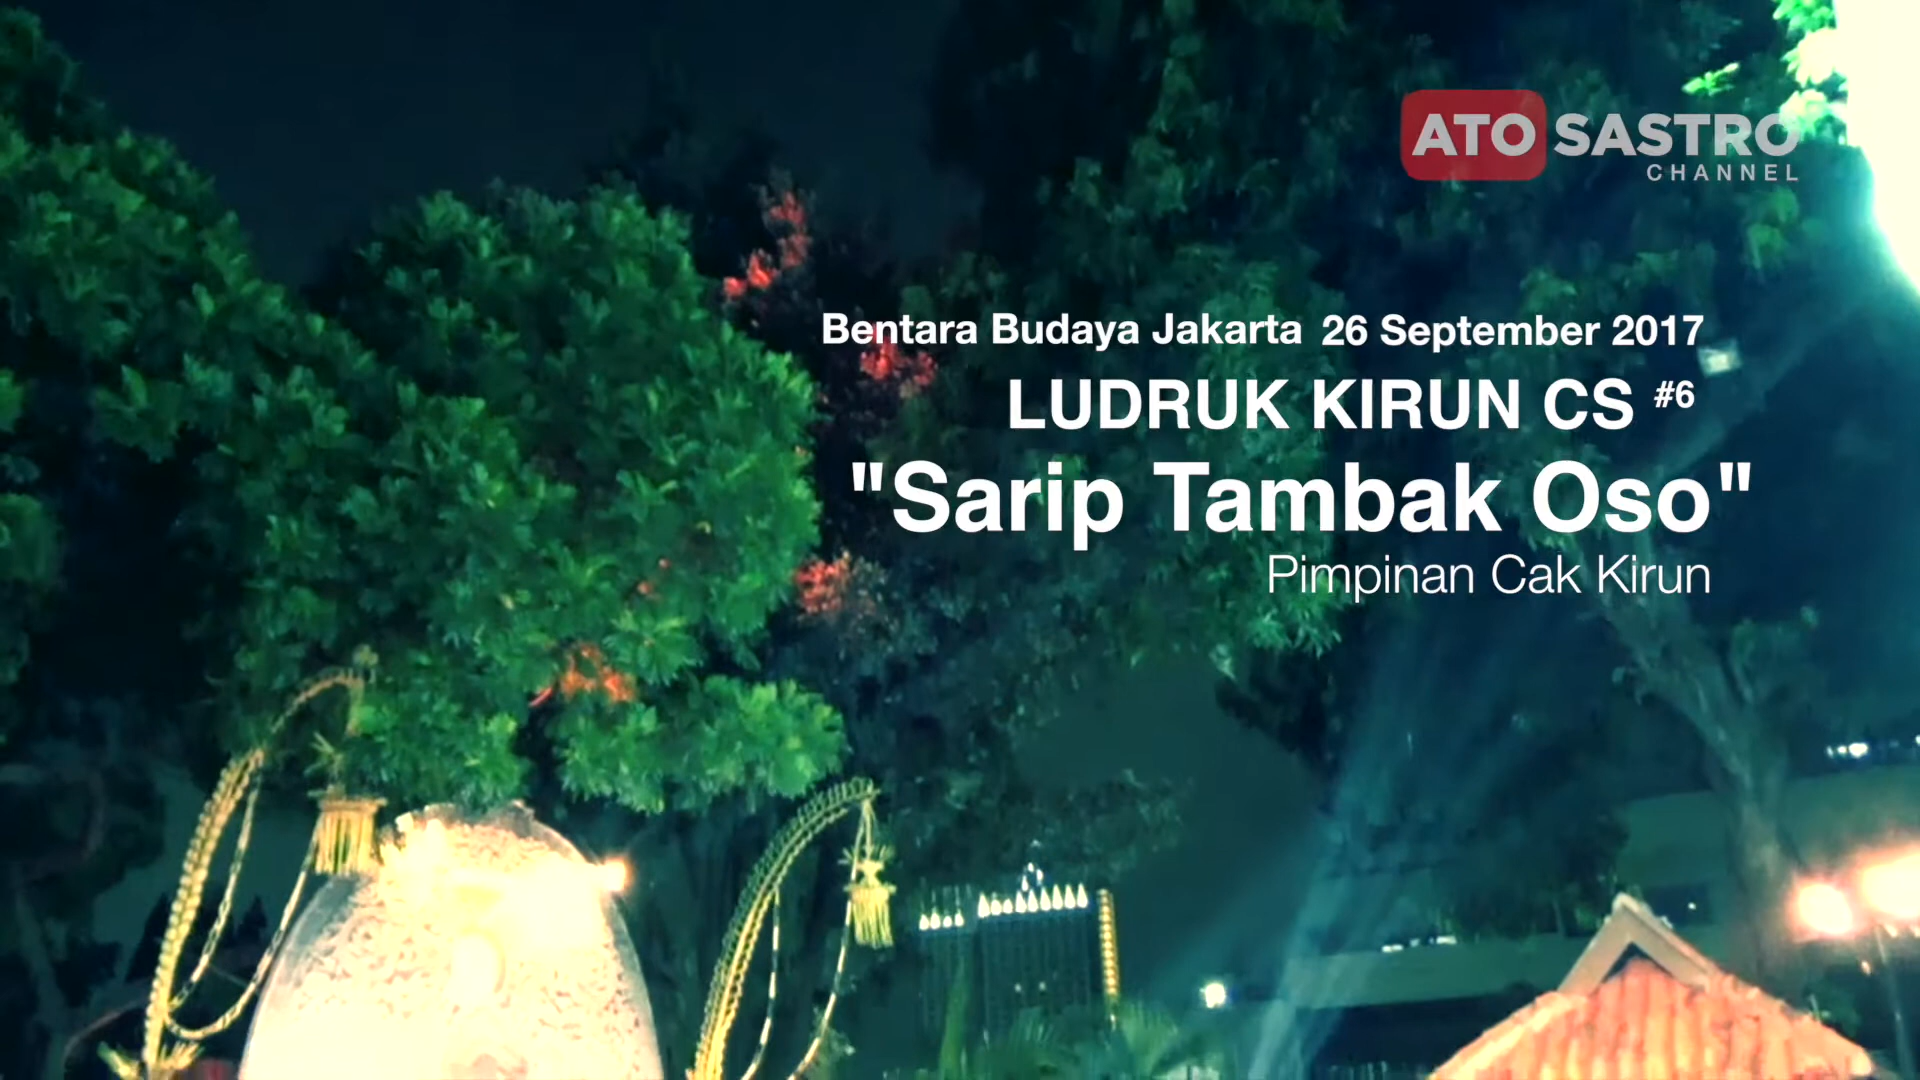 ATO SASTRO
CHANNEL
Bentara Budaya Jakarta 26 September 2017
LUDRUK KIRUN CS #6
"Sarip Tambak Oso"
Pimpinan Cak Kirun